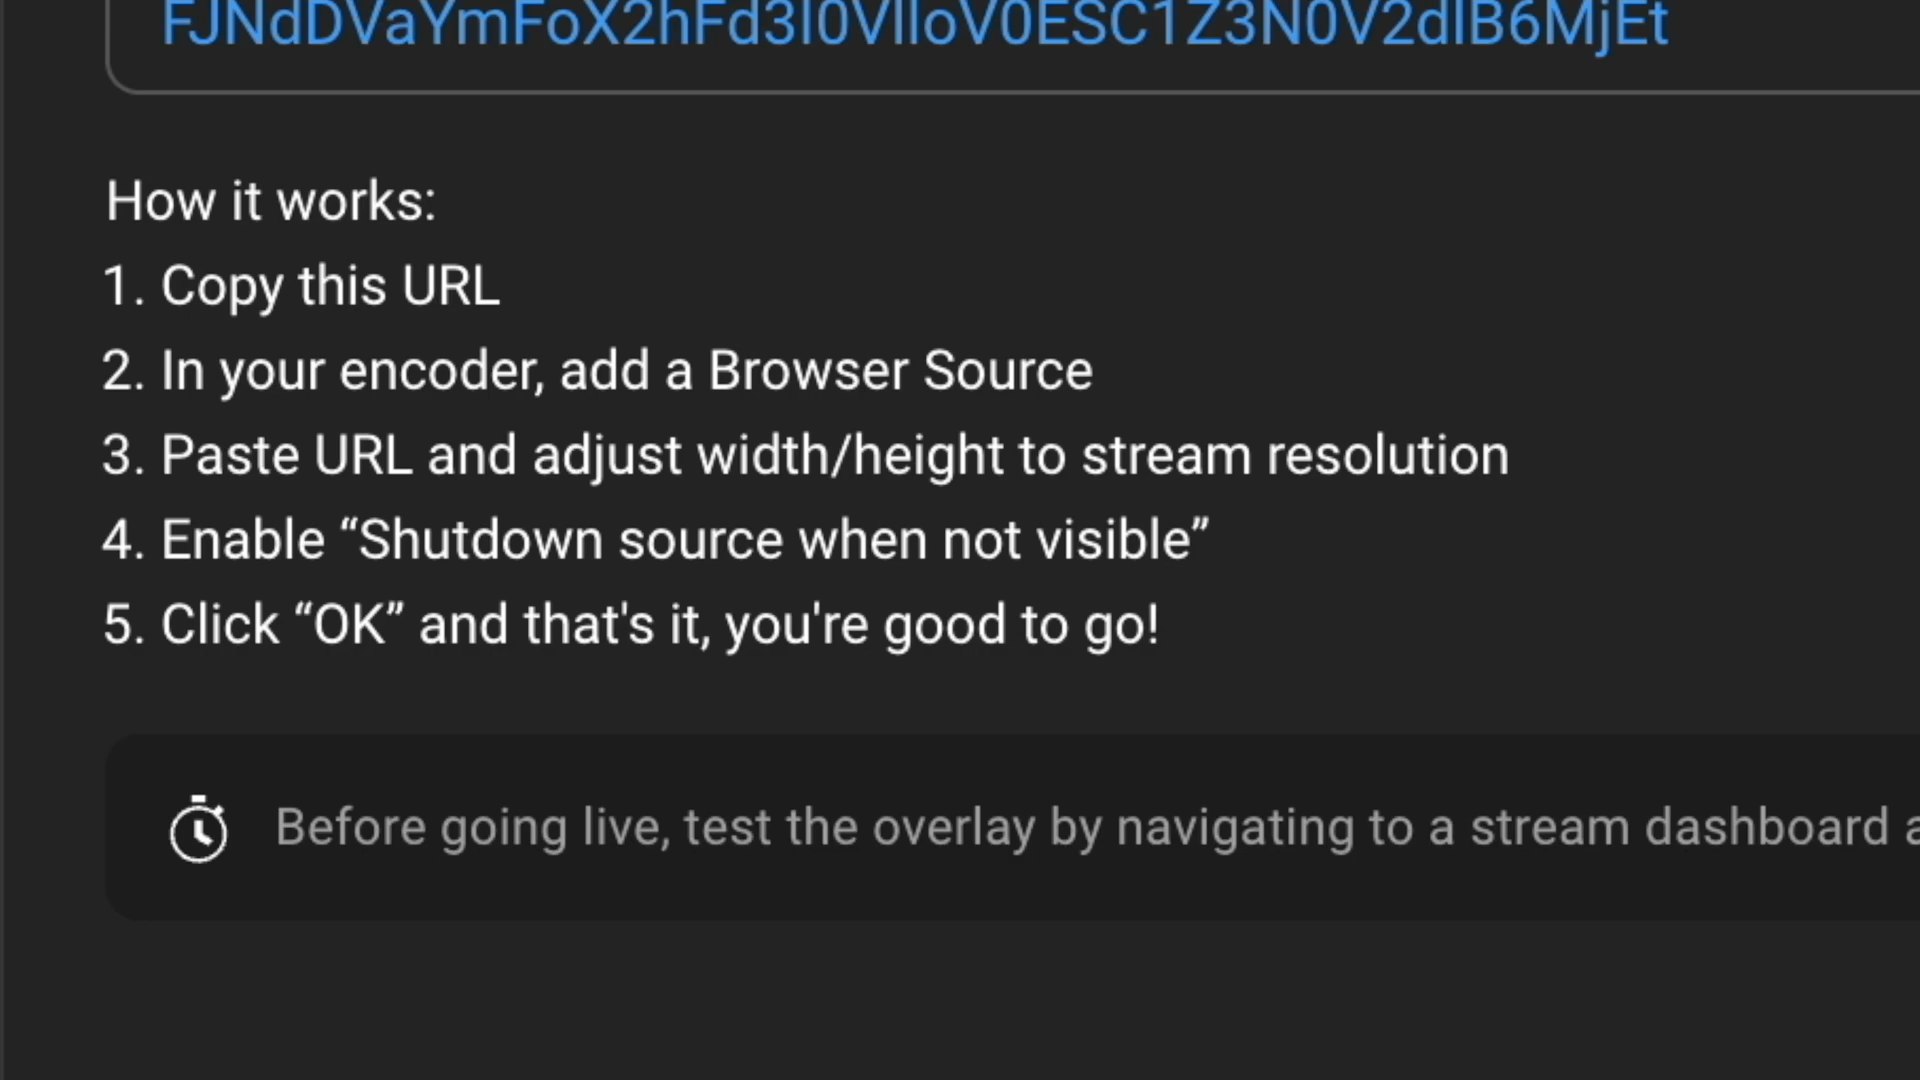 FJNdDVaYmFoX2hFd3l0VlloV0ESC1Z3N0V2dlB6MjEt
How it works:
1. Copy this URL
2. In your encoder, add a Browser Source
3. Paste URL and adjust width/height to stream resolution
4. Enable “Shutdown source when not visible”
5. Click “OK” and that's it, you're good to go!
Before going live, test the overlay by navigating to a stream dashboard a